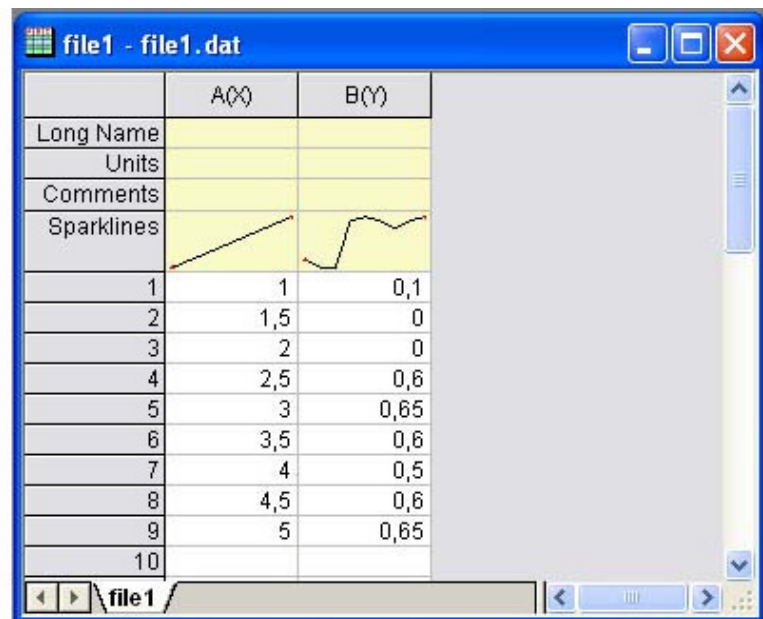 file1 - file1.dat
A(X) B(Y)
Long Name
Units
Comments
Sparklines
1 1 0,1
2 1,5 0
3 2 0
4 2,5 0,6
5 3 0,65
6 3,5 0,6
7 4 0,5
8 4,5 0,6
9 5 0,65
10
file1